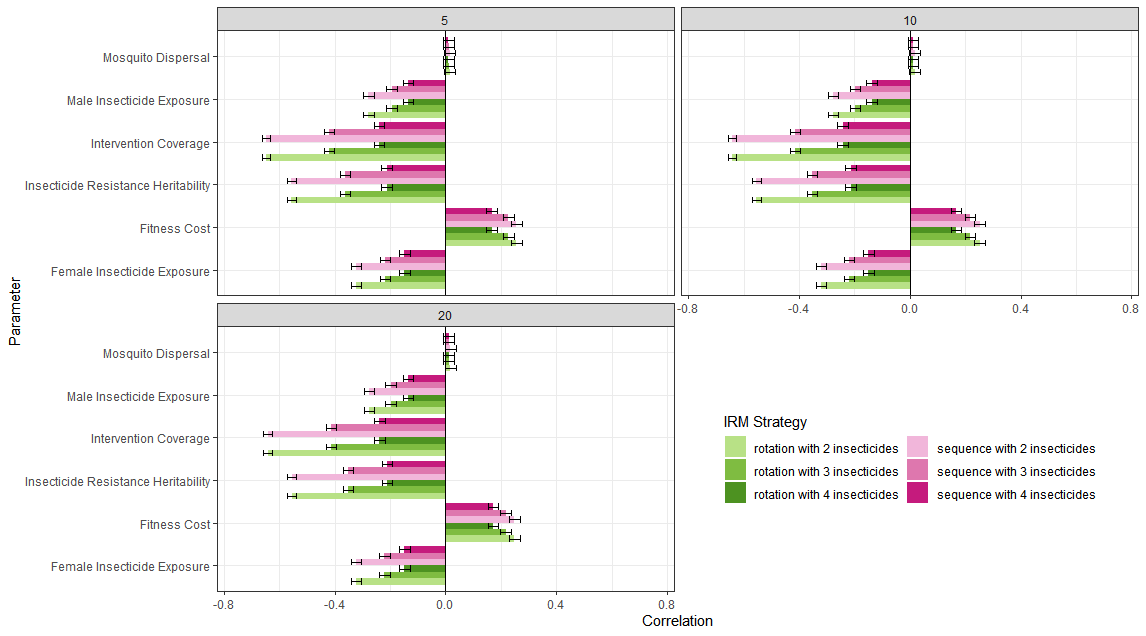 5
10
Mosquito Dispersal
Male Insecticide Exposure
Intervention Coverage
Insecticide Resistance Heritability
Fitness Cost
Female Insecticide Exposure
-0.8 -0.4 0.0 0.4 0.8
20
Mosquito Dispersal
Male Insecticide Exposure
Intervention Coverage
Insecticide Resistance Heritability
Fitness Cost
Female Insecticide Exposure
-0.8 -0.4 0.0 0.4 0.8
Parameter
Correlation
IRM Strategy
rotation with 2 insecticides
rotation with 3 insecticides
rotation with 4 insecticides
sequence with 2 insecticides
sequence with 3 insecticides
sequence with 4 insecticides